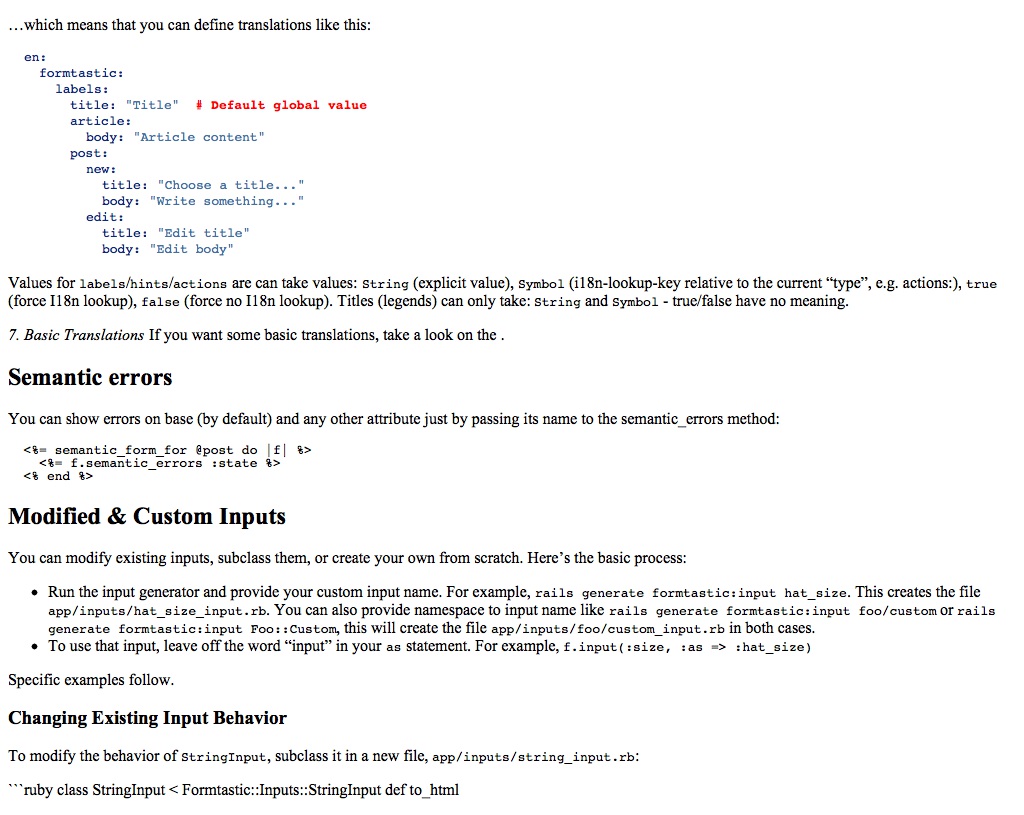 …which means that you can define translations like this:
en:
  formtastic:
    labels:
      title: "Title"  # Default global value
      article:
        body: "Article content"
      post:
        new:
          title: "Choose a title..."
          body: "Write something..."
        edit:
          title: "Edit title"
          body: "Edit body"
Values for labels/hints/actions are can take values: String (explicit value), Symbol (i18n-lookup-key relative to the current “type”, e.g. actions:), true
(force I18n lookup), false (force no I18n lookup). Titles (legends) can only take: String and Symbol - true/false have no meaning.
7. Basic Translations If you want some basic translations, take a look on the .
Semantic errors
You can show errors on base (by default) and any other attribute just by passing its name to the semantic_errors method:
<%= semantic_form_for @post do |f| %>
  <%= f.semantic_errors :state %>
<% end %>
Modified & Custom Inputs
You can modify existing inputs, subclass them, or create your own from scratch. Here’s the basic process:
• Run the input generator and provide your custom input name. For example, rails generate formtastic:input hat_size. This creates the file
app/inputs/hat_size_input.rb. You can also provide namespace to input name like rails generate formtastic:input foo/custom or rails
generate formtastic:input Foo::Custom, this will create the file app/inputs/foo/custom_input.rb in both cases.
• To use that input, leave off the word “input” in your as statement. For example, f.input(:size, :as => :hat_size)
Specific examples follow.
Changing Existing Input Behavior
To modify the behavior of StringInput, subclass it in a new file, app/inputs/string_input.rb:
```ruby class StringInput < Formtastic::Inputs::StringInput def to_html